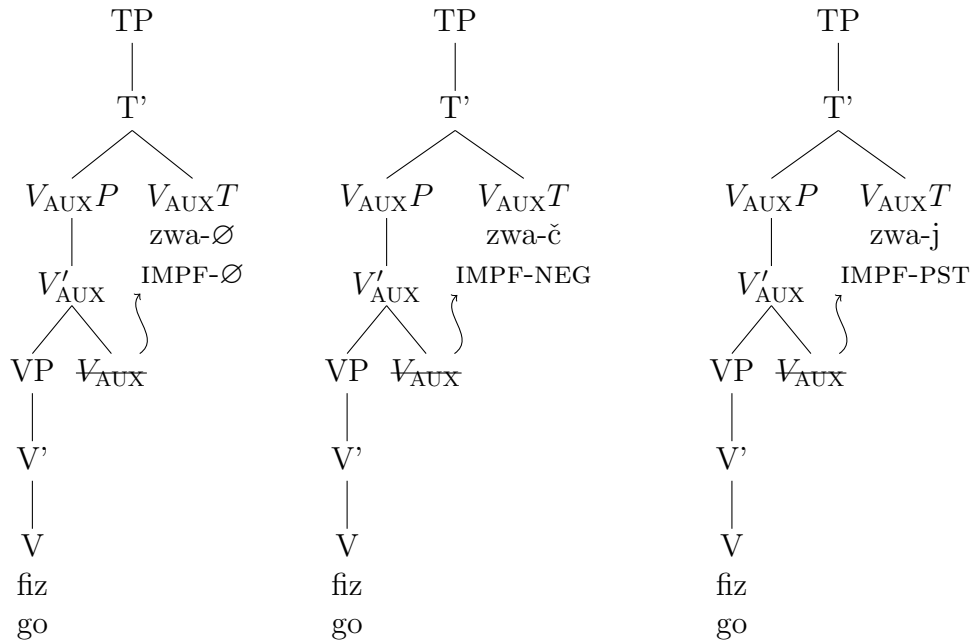 TP TP TP
T’ T’ T’
V_AUX P V_AUX T V_AUX P V_AUX T V_AUX P V_AUX T
zwa-∅ zwa-č zwa-j
V′_AUX IMPF-∅ V′_AUX IMPF-NEG V′_AUX IMPF-PST
VP V_AUX VP V_AUX VP V_AUX
V’ V’ V’
V V V
fiz fiz fiz
go go go